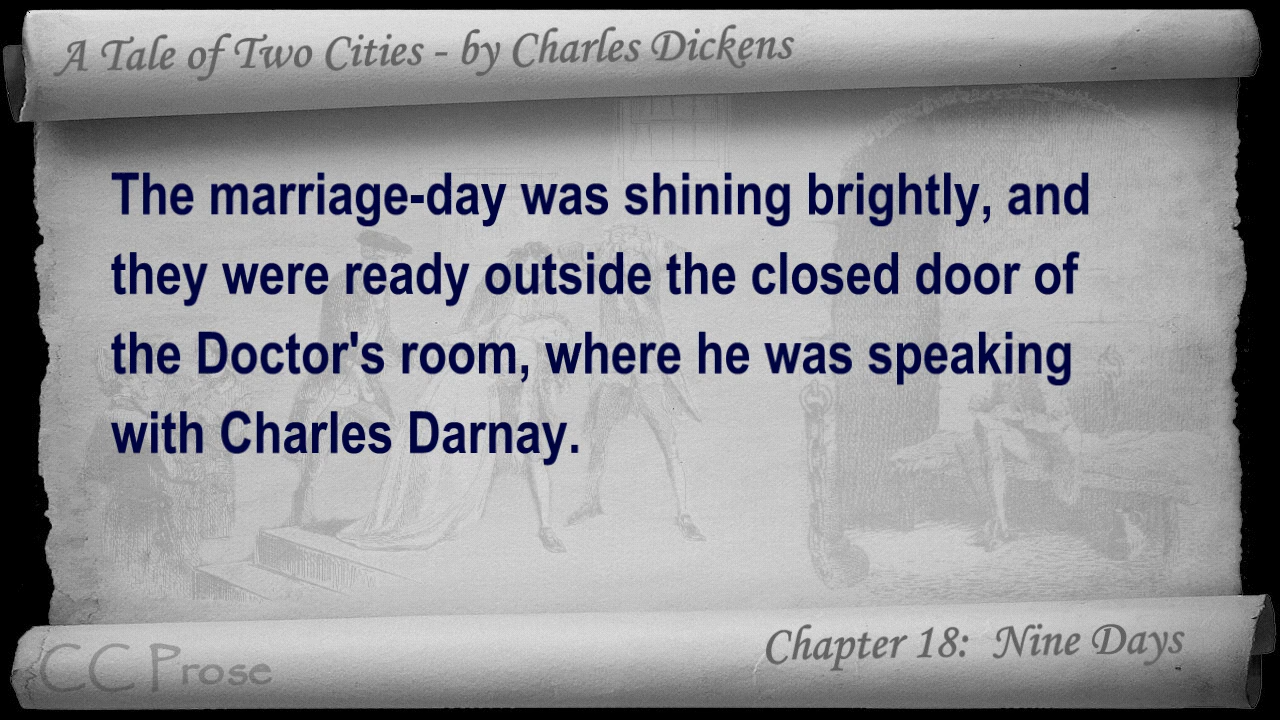 A Tale of Two Cities - by Charles Dickens
The marriage-day was shining brightly, and
they were ready outside the closed door of
the Doctor's room, where he was speaking
with Charles Darnay.
Chapter 18: Nine Days
CC Prose